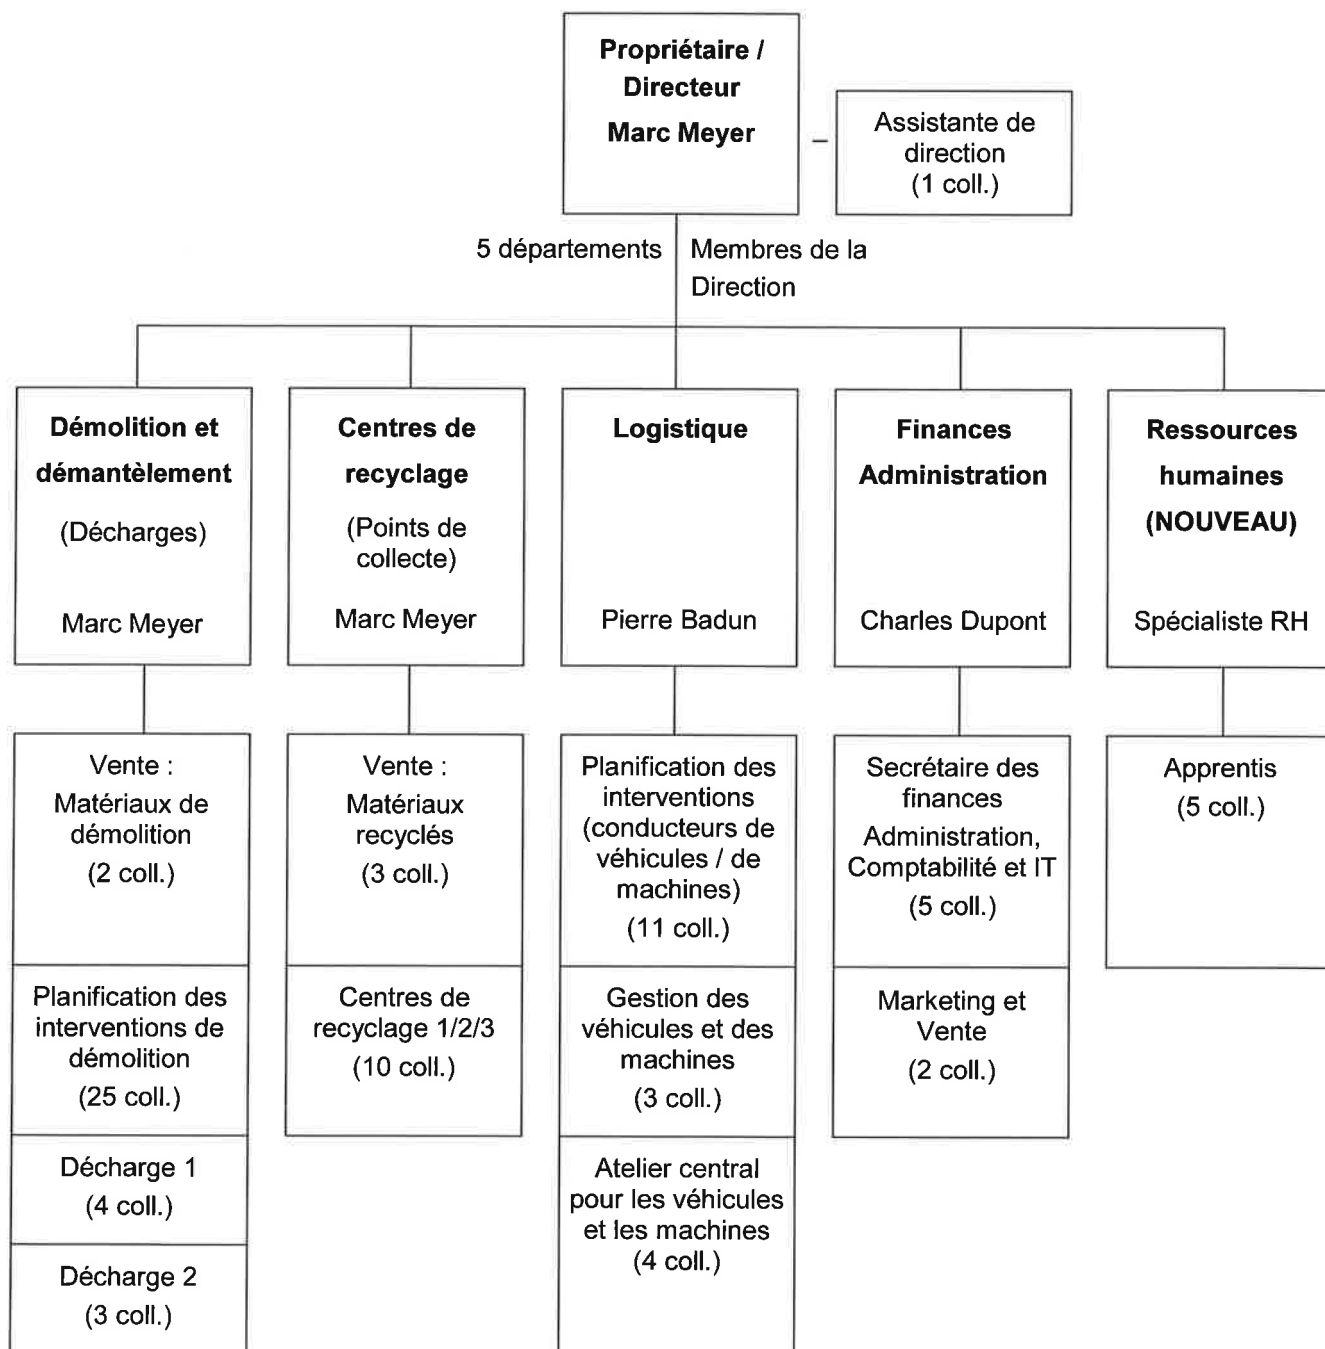 Propriétaire /
Directeur
Marc Meyer
Assistante de
direction
(1 coll.)
5 départements
Membres de la
Direction
Démolition et
démantèlement
(Décharges)
Marc Meyer
Centres de
recyclage
(Points de
collecte)
Marc Meyer
Logistique
Pierre Badun
Finances
Administration
Charles Dupont
Ressources
humaines
(NOUVEAU)
Spécialiste RH
Vente :
Matériaux de
démolition
(2 coll.)
Planification des
interventions de
démolition
(25 coll.)
Décharge 1
(4 coll.)
Décharge 2
(3 coll.)
Vente :
Matériaux
recyclés
(3 coll.)
Centres de
recyclage 1/2/3
(10 coll.)
Planification des
interventions
(conducteurs de
véhicules / de
machines)
(11 coll.)
Gestion des
véhicules et des
machines
(3 coll.)
Atelier central
pour les véhicules
et les machines
(4 coll.)
Secrétaire des
finances
Administration,
Comptabilité et IT
(5 coll.)
Marketing et
Vente
(2 coll.)
Apprentis
(5 coll.)